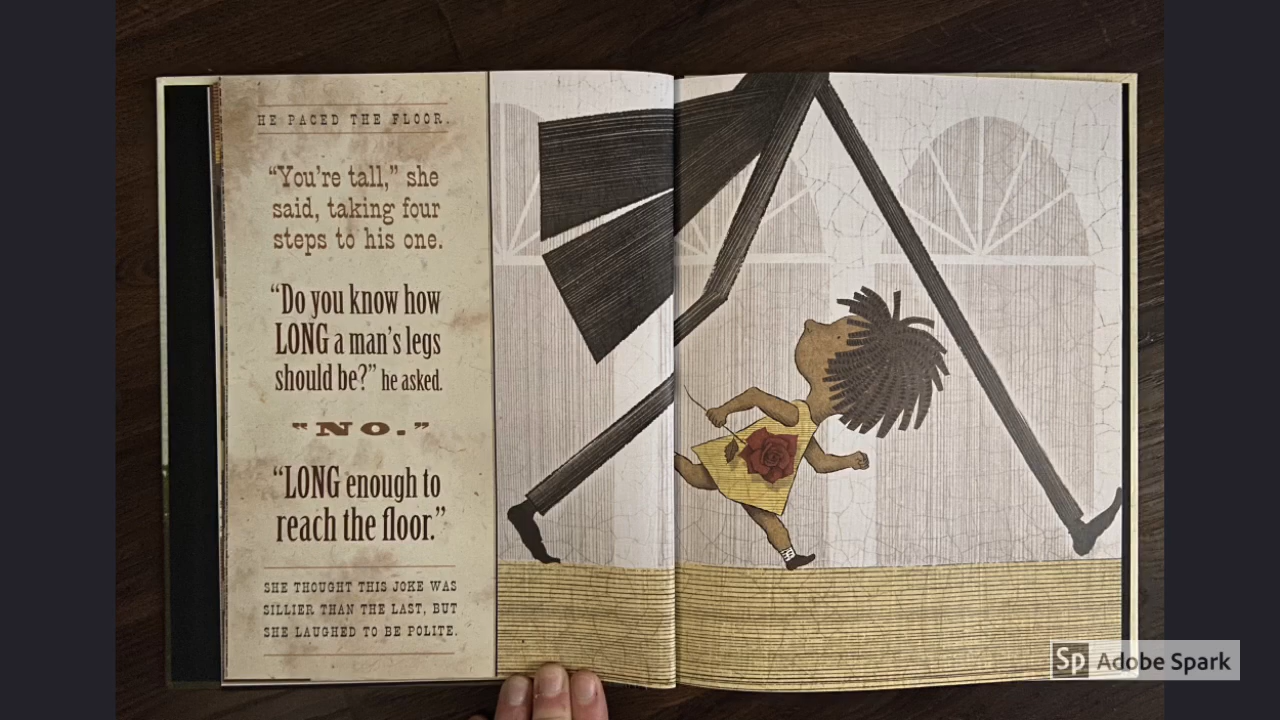 HE PACED THE FLOOR.
“You’re tall,” she
said, taking four
steps to his one.
“Do you know how
LONG a man’s legs
should be?” he asked.
“NO.”
“LONG enough to
reach the floor.”
SHE THOUGHT THIS JOKE WAS
SILLIER THAN THE LAST, BUT
SHE LAUGHED TO BE POLITE.
Sp Adobe Spark